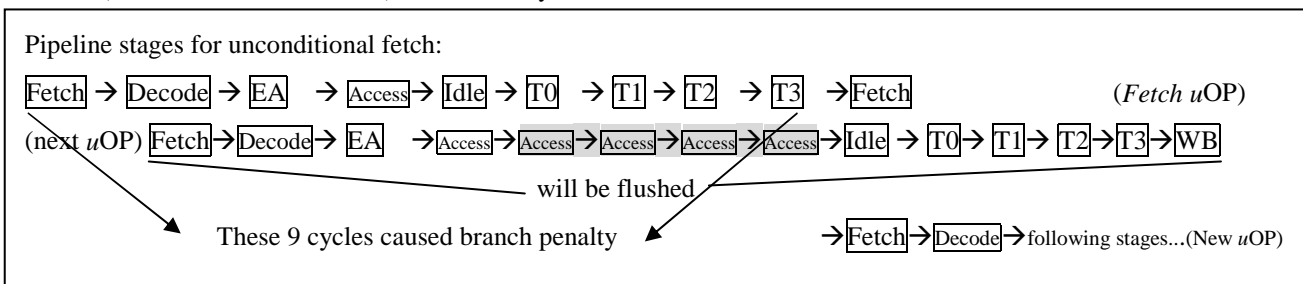 Pipeline stages for unconditional fetch:
Fetch → Decode → EA → Access → Idle → T0 → T1 → T2 → T3 → Fetch (Fetch uOP)
(next uOP) Fetch → Decode → EA → Access → Access → Access → Access → Access → Idle → T0 → T1 → T2 → T3 → WB
will be flushed
These 9 cycles caused branch penalty → Fetch → Decode → following stages...(New uOP)